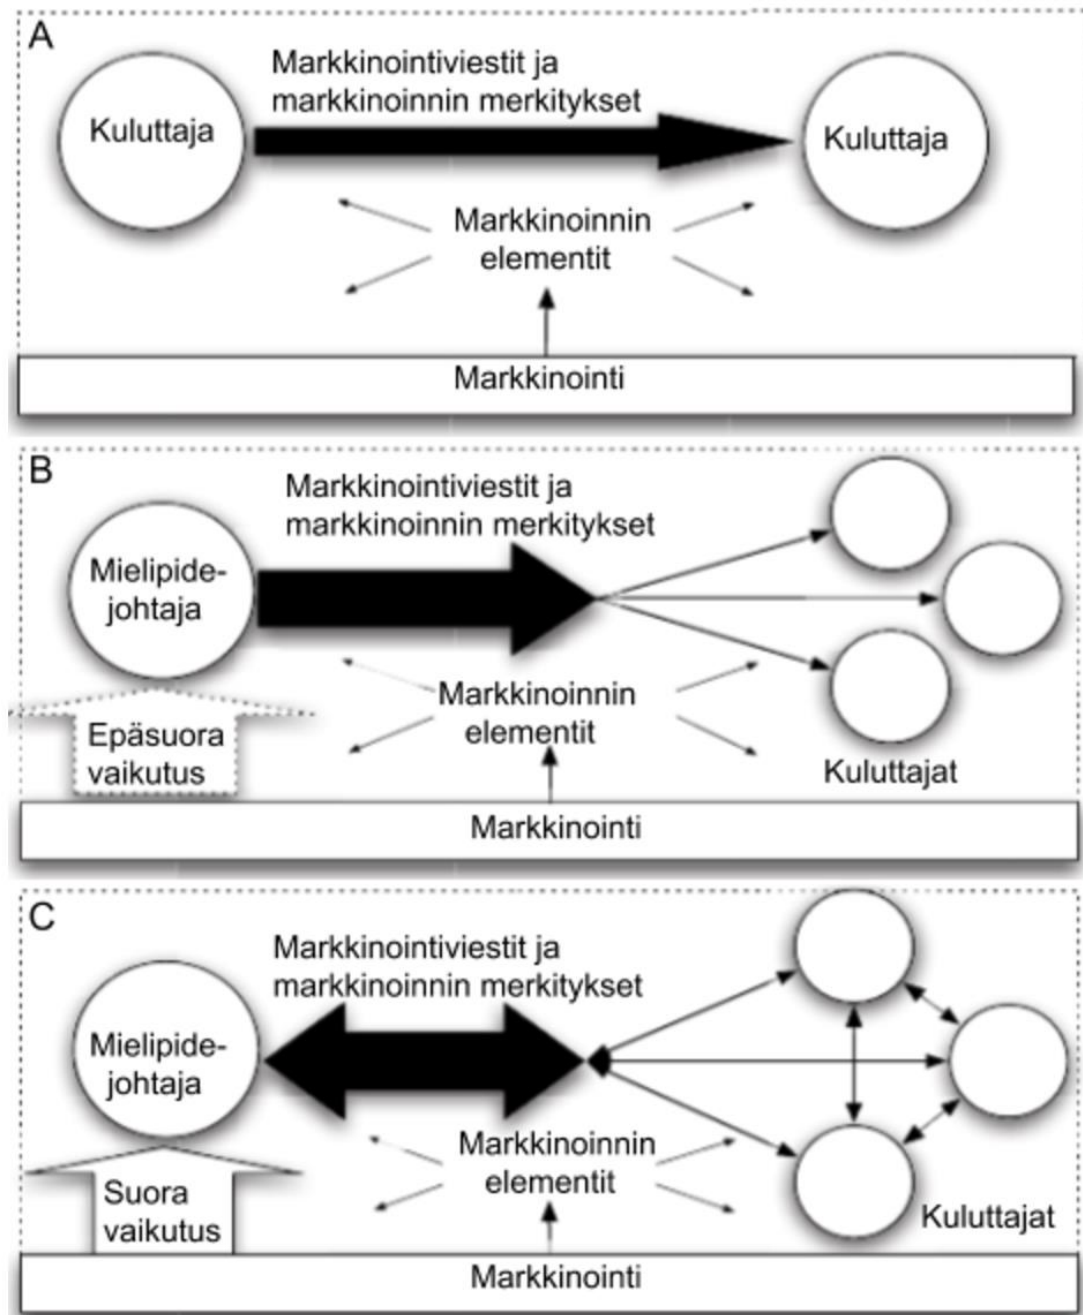 A
Markkinointiviestit ja
markkinoinnin merkitykset
Kuluttaja
Kuluttaja
Markkinoinnin
elementit
Markkinointi
B
Markkinointiviestit ja
markkinoinnin merkitykset
Mielipide-
johtaja
Markkinoinnin
elementit
Epäsuora
vaikutus
Kuluttajat
Markkinointi
C
Markkinointiviestit ja
markkinoinnin merkitykset
Mielipide-
johtaja
Markkinoinnin
elementit
Suora
vaikutus
Kuluttajat
Markkinointi